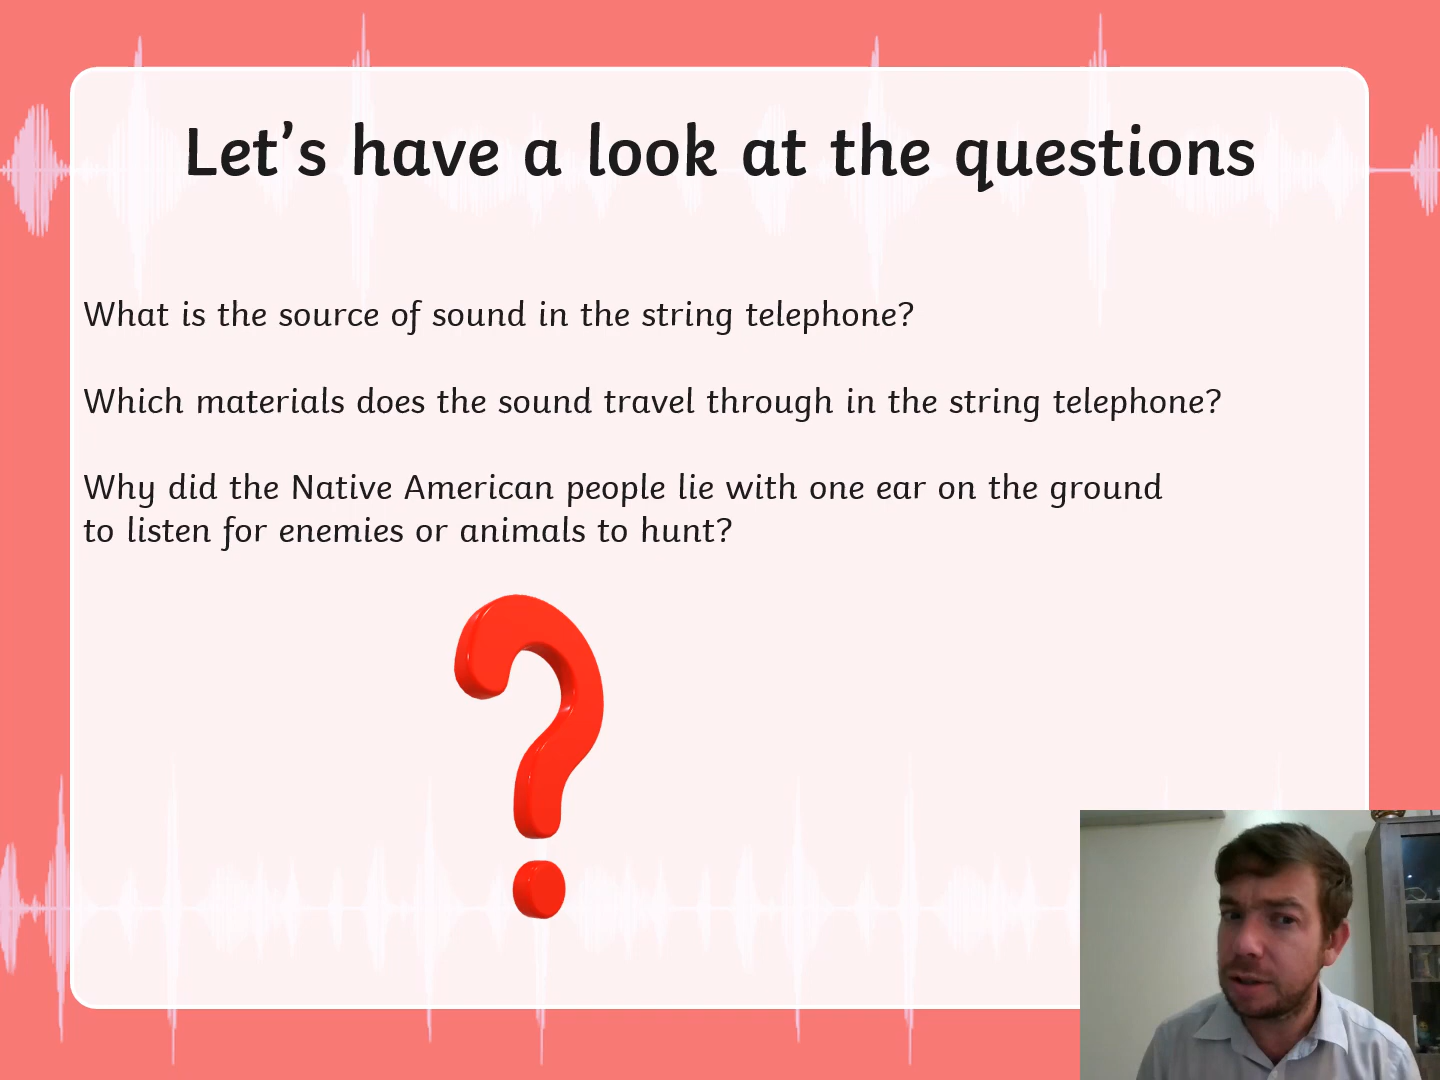 Let’s have a look at the questions
What is the source of sound in the string telephone?
Which materials does the sound travel through in the string telephone?
Why did the Native American people lie with one ear on the ground
to listen for enemies or animals to hunt?